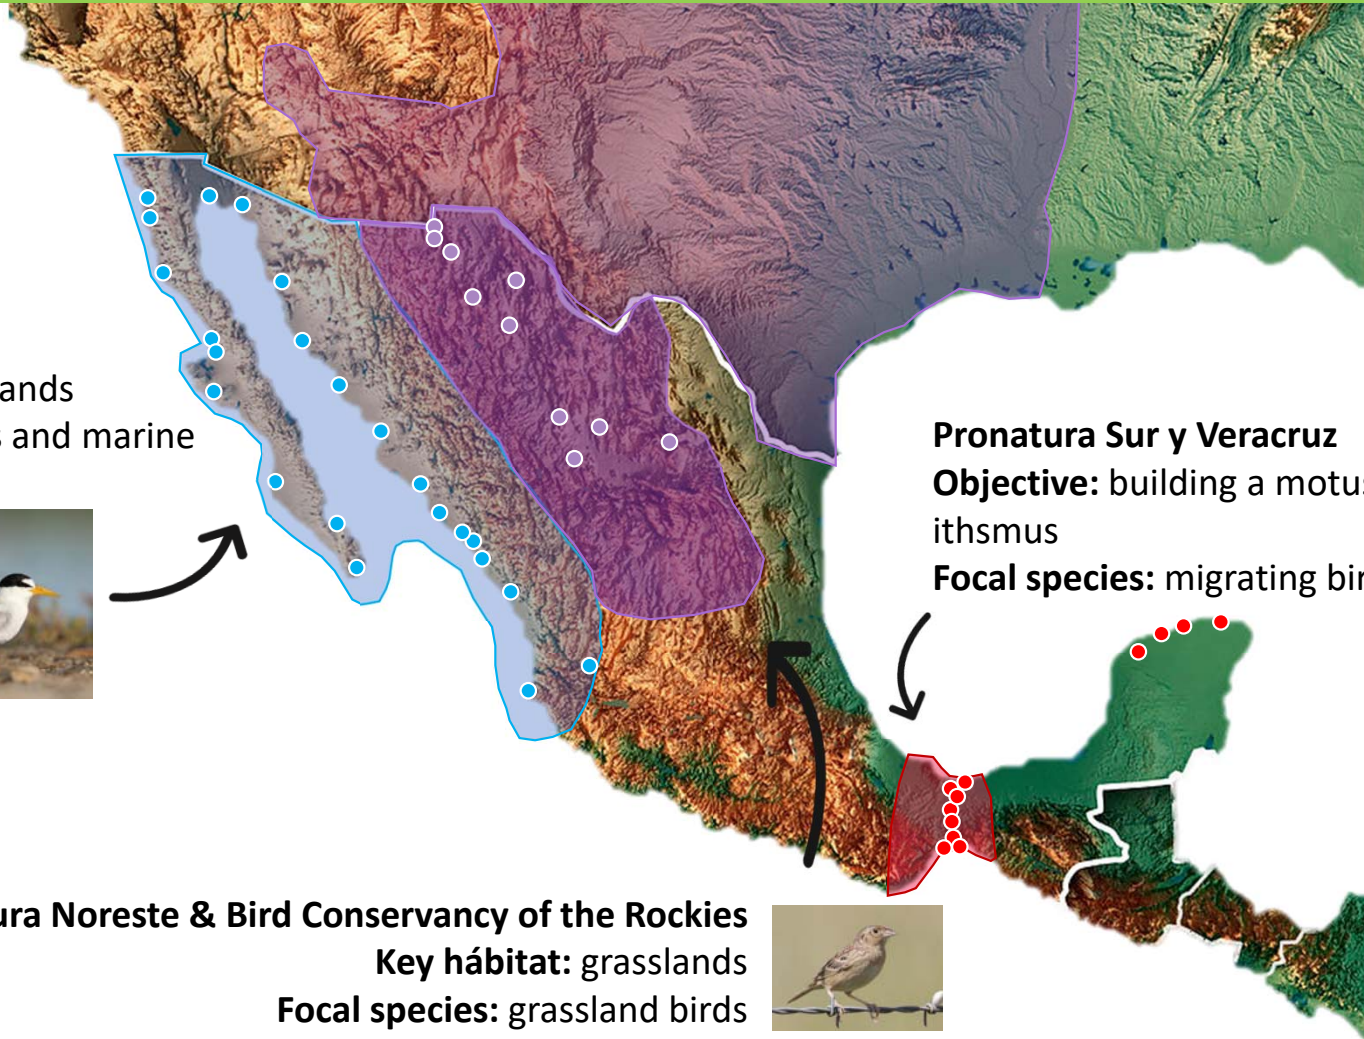 ands
s and marine
Pronatura Sur y Veracruz
Objective: building a motus
ithsmus
Focal species: migrating bir
ura Noreste & Bird Conservancy of the Rockies
Key hábitat: grasslands
Focal species: grassland birds